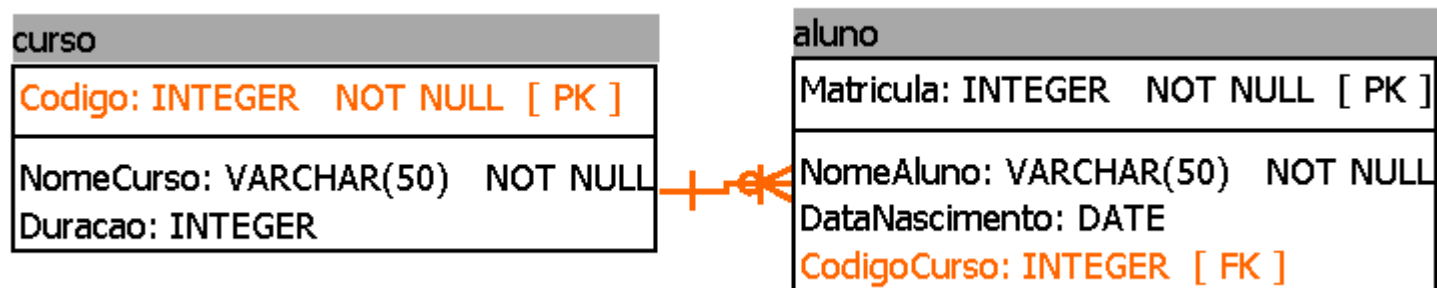 curso
Codigo: INTEGER NOT NULL [ PK ]
NomeCurso: VARCHAR(50) NOT NULL
Duracao: INTEGER
aluno
Matricula: INTEGER NOT NULL [ PK ]
NomeAluno: VARCHAR(50) NOT NULL
DataNascimento: DATE
CodigoCurso: INTEGER [ FK ]